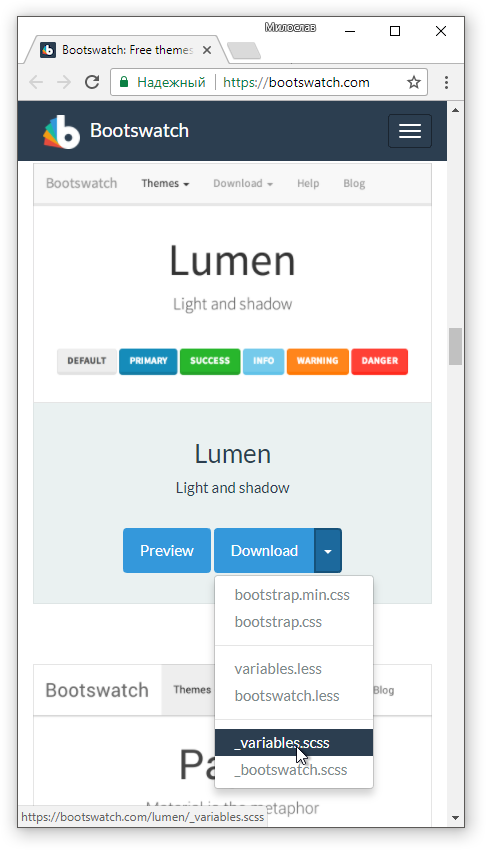 Милослав
Bootswatch: Free themes
Надежный https://bootswatch.com
Bootswatch
Bootswatch Themes Download Help Blog
Lumen
Light and shadow
DEFAULT PRIMARY SUCCESS INFO WARNING DANGER
Lumen
Light and shadow
Preview Download
bootstrap.min.css
bootstrap.css
variables.less
bootswatch.less
Bootswatch Themes Blog
_variables.scss
_bootswatch.scss
Pa
Material is the metaphor
https://bootswatch.com/lumen/_variables.scss